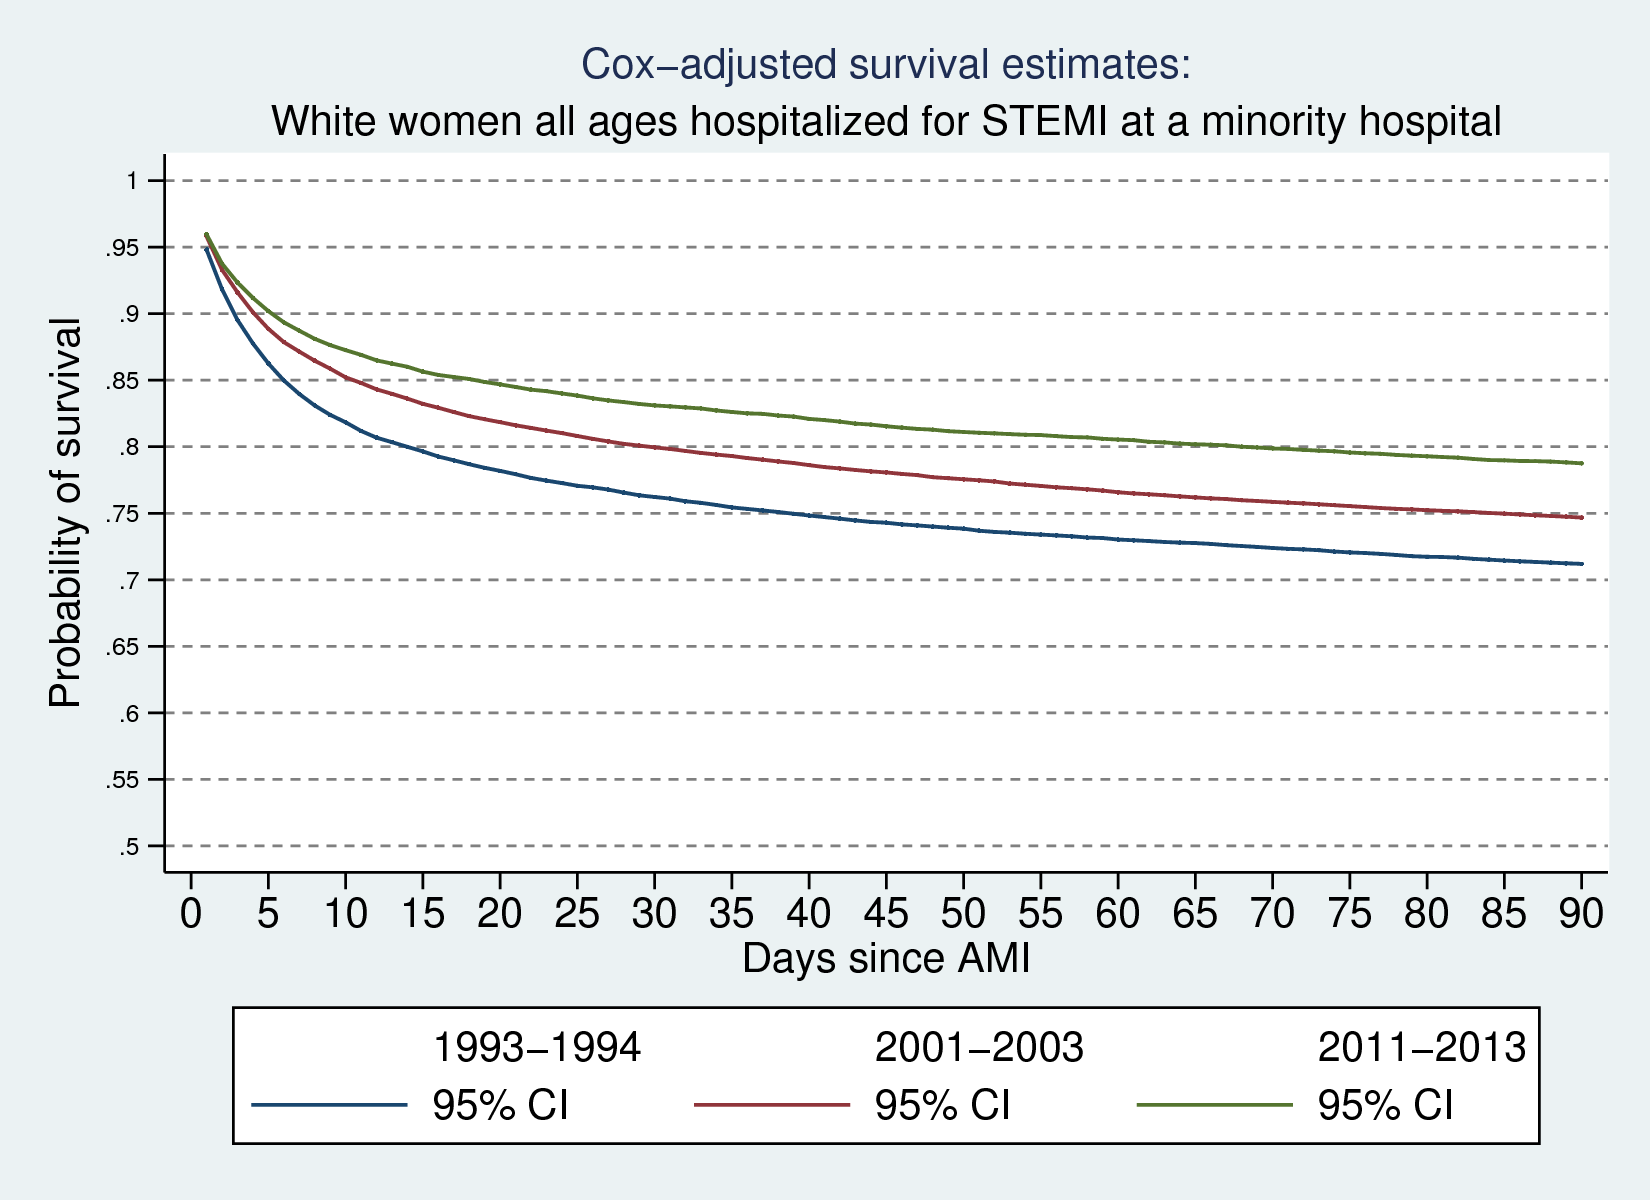 Cox−adjusted survival estimates:
White women all ages hospitalized for STEMI at a minority hospital
Probability of survival
1
.95
.9
.85
.8
.75
.7
.65
.6
.55
.5
0 5 10 15 20 25 30 35 40 45 50 55 60 65 70 75 80 85 90
Days since AMI
1993−1994 2001−2003 2011−2013
95% CI 95% CI 95% CI